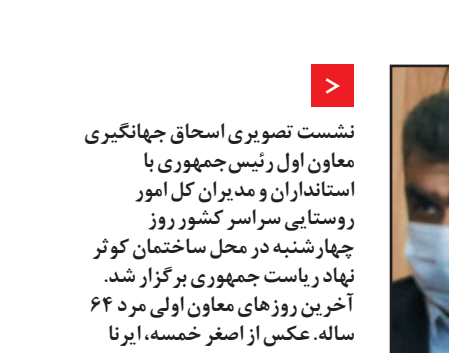 >
نشست تصویری اسحاق جهانگیری
معاون اول رئیس‌جمهوری با
استانداران و مدیران کل امور
روستایی سراسر کشور روز
چهارشنبه در محل ساختمان کوثر
نهاد ریاست جمهوری برگزار شد.
آخرین روزهای معاون اولی مرد ۶۴
ساله. عکس از اصغر خمسه، ایرنا